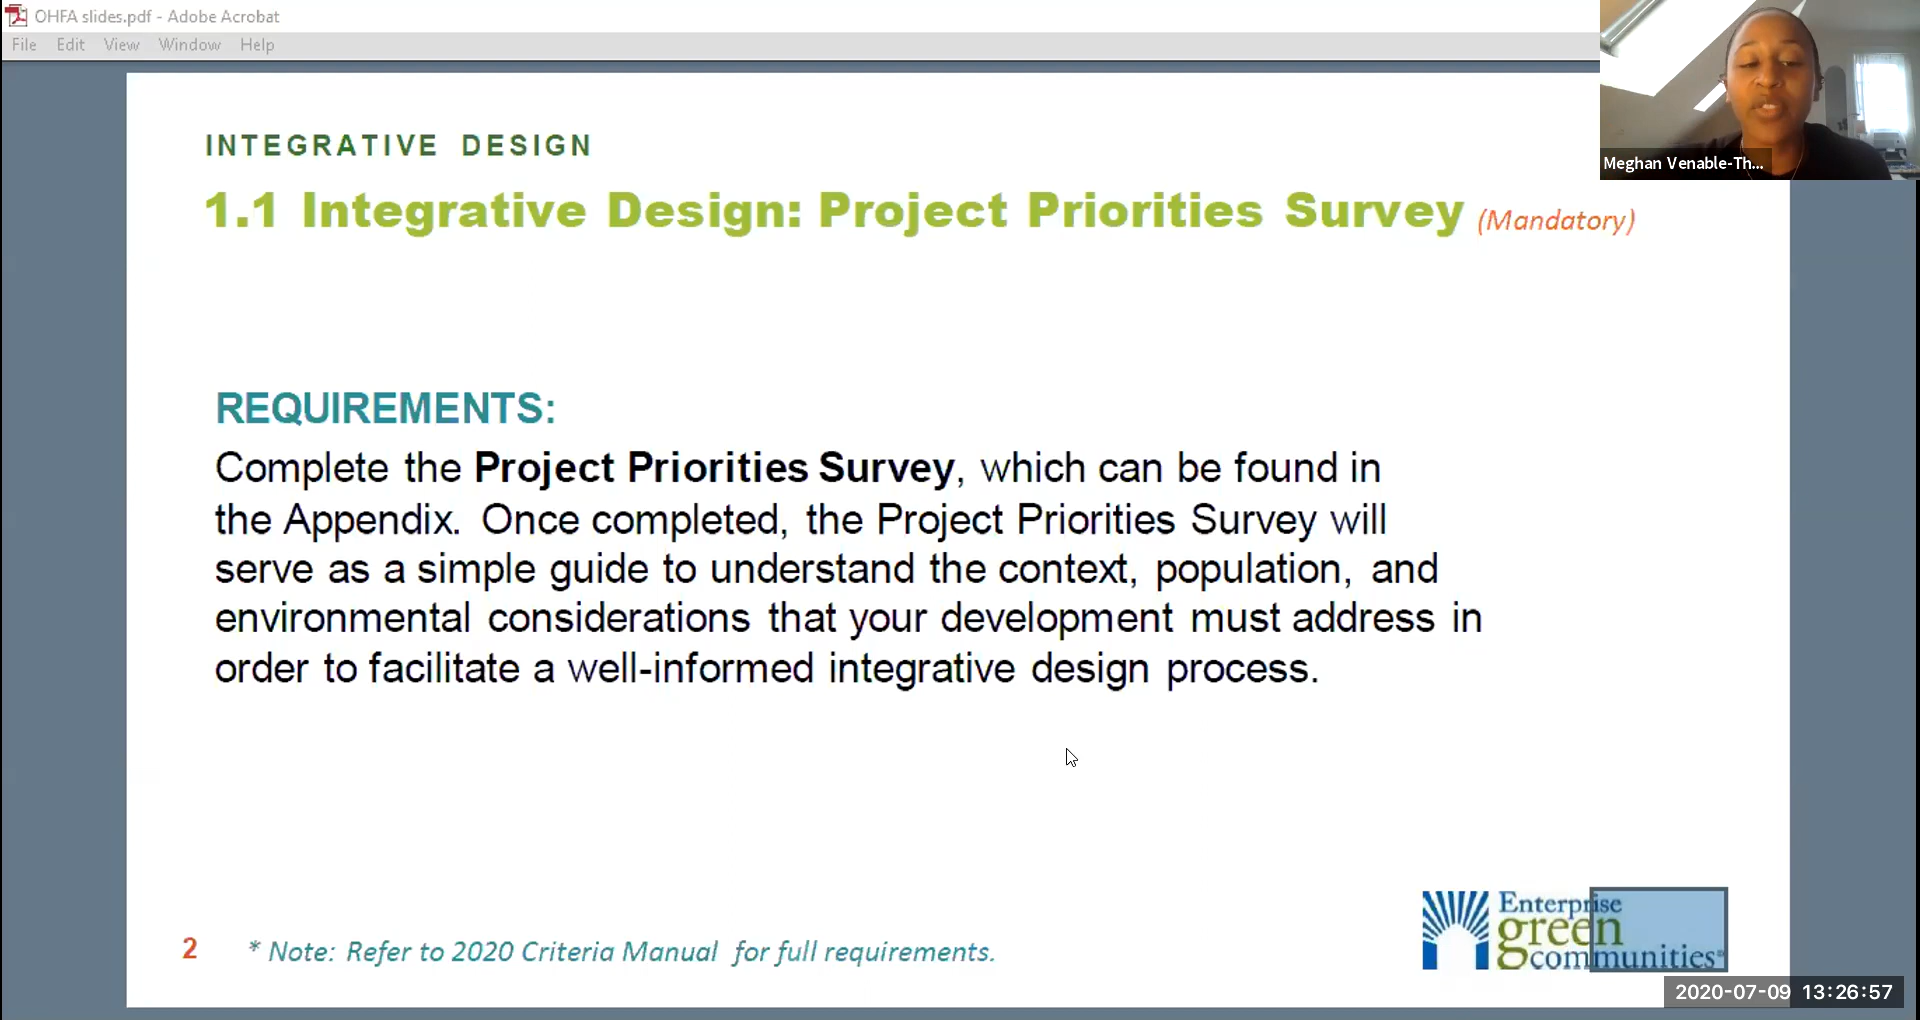 OHFA slides.pdf - Adobe Acrobat
File Edit View Window Help
Meghan Venable-Th...
INTEGRATIVE DESIGN
1.1 Integrative Design: Project Priorities Survey (Mandatory)
REQUIREMENTS:
Complete the Project Priorities Survey, which can be found in
the Appendix. Once completed, the Project Priorities Survey will
serve as a simple guide to understand the context, population, and
environmental considerations that your development must address in
order to facilitate a well-informed integrative design process.
Enterprise
green
communities®
2 * Note: Refer to 2020 Criteria Manual for full requirements.
2020-07-09 13:26:57